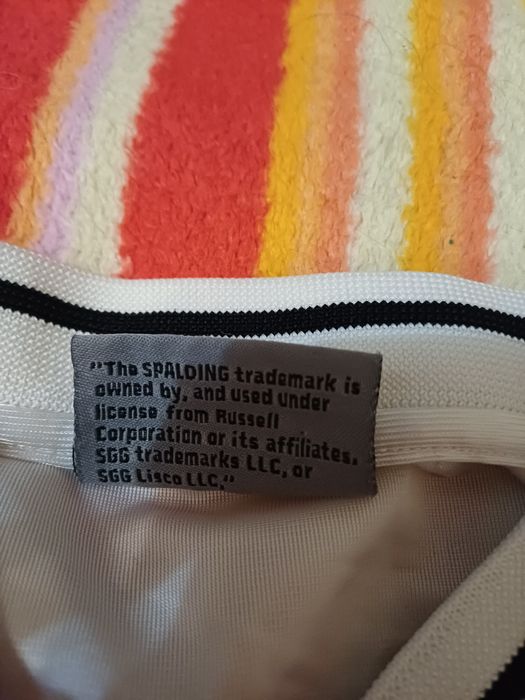 "The SPALDING trademark is
owned by, and used under
license from Russell
Corporation or its affiliates.
SGG trademarks LLC, or
SGG Lisco LLC,"